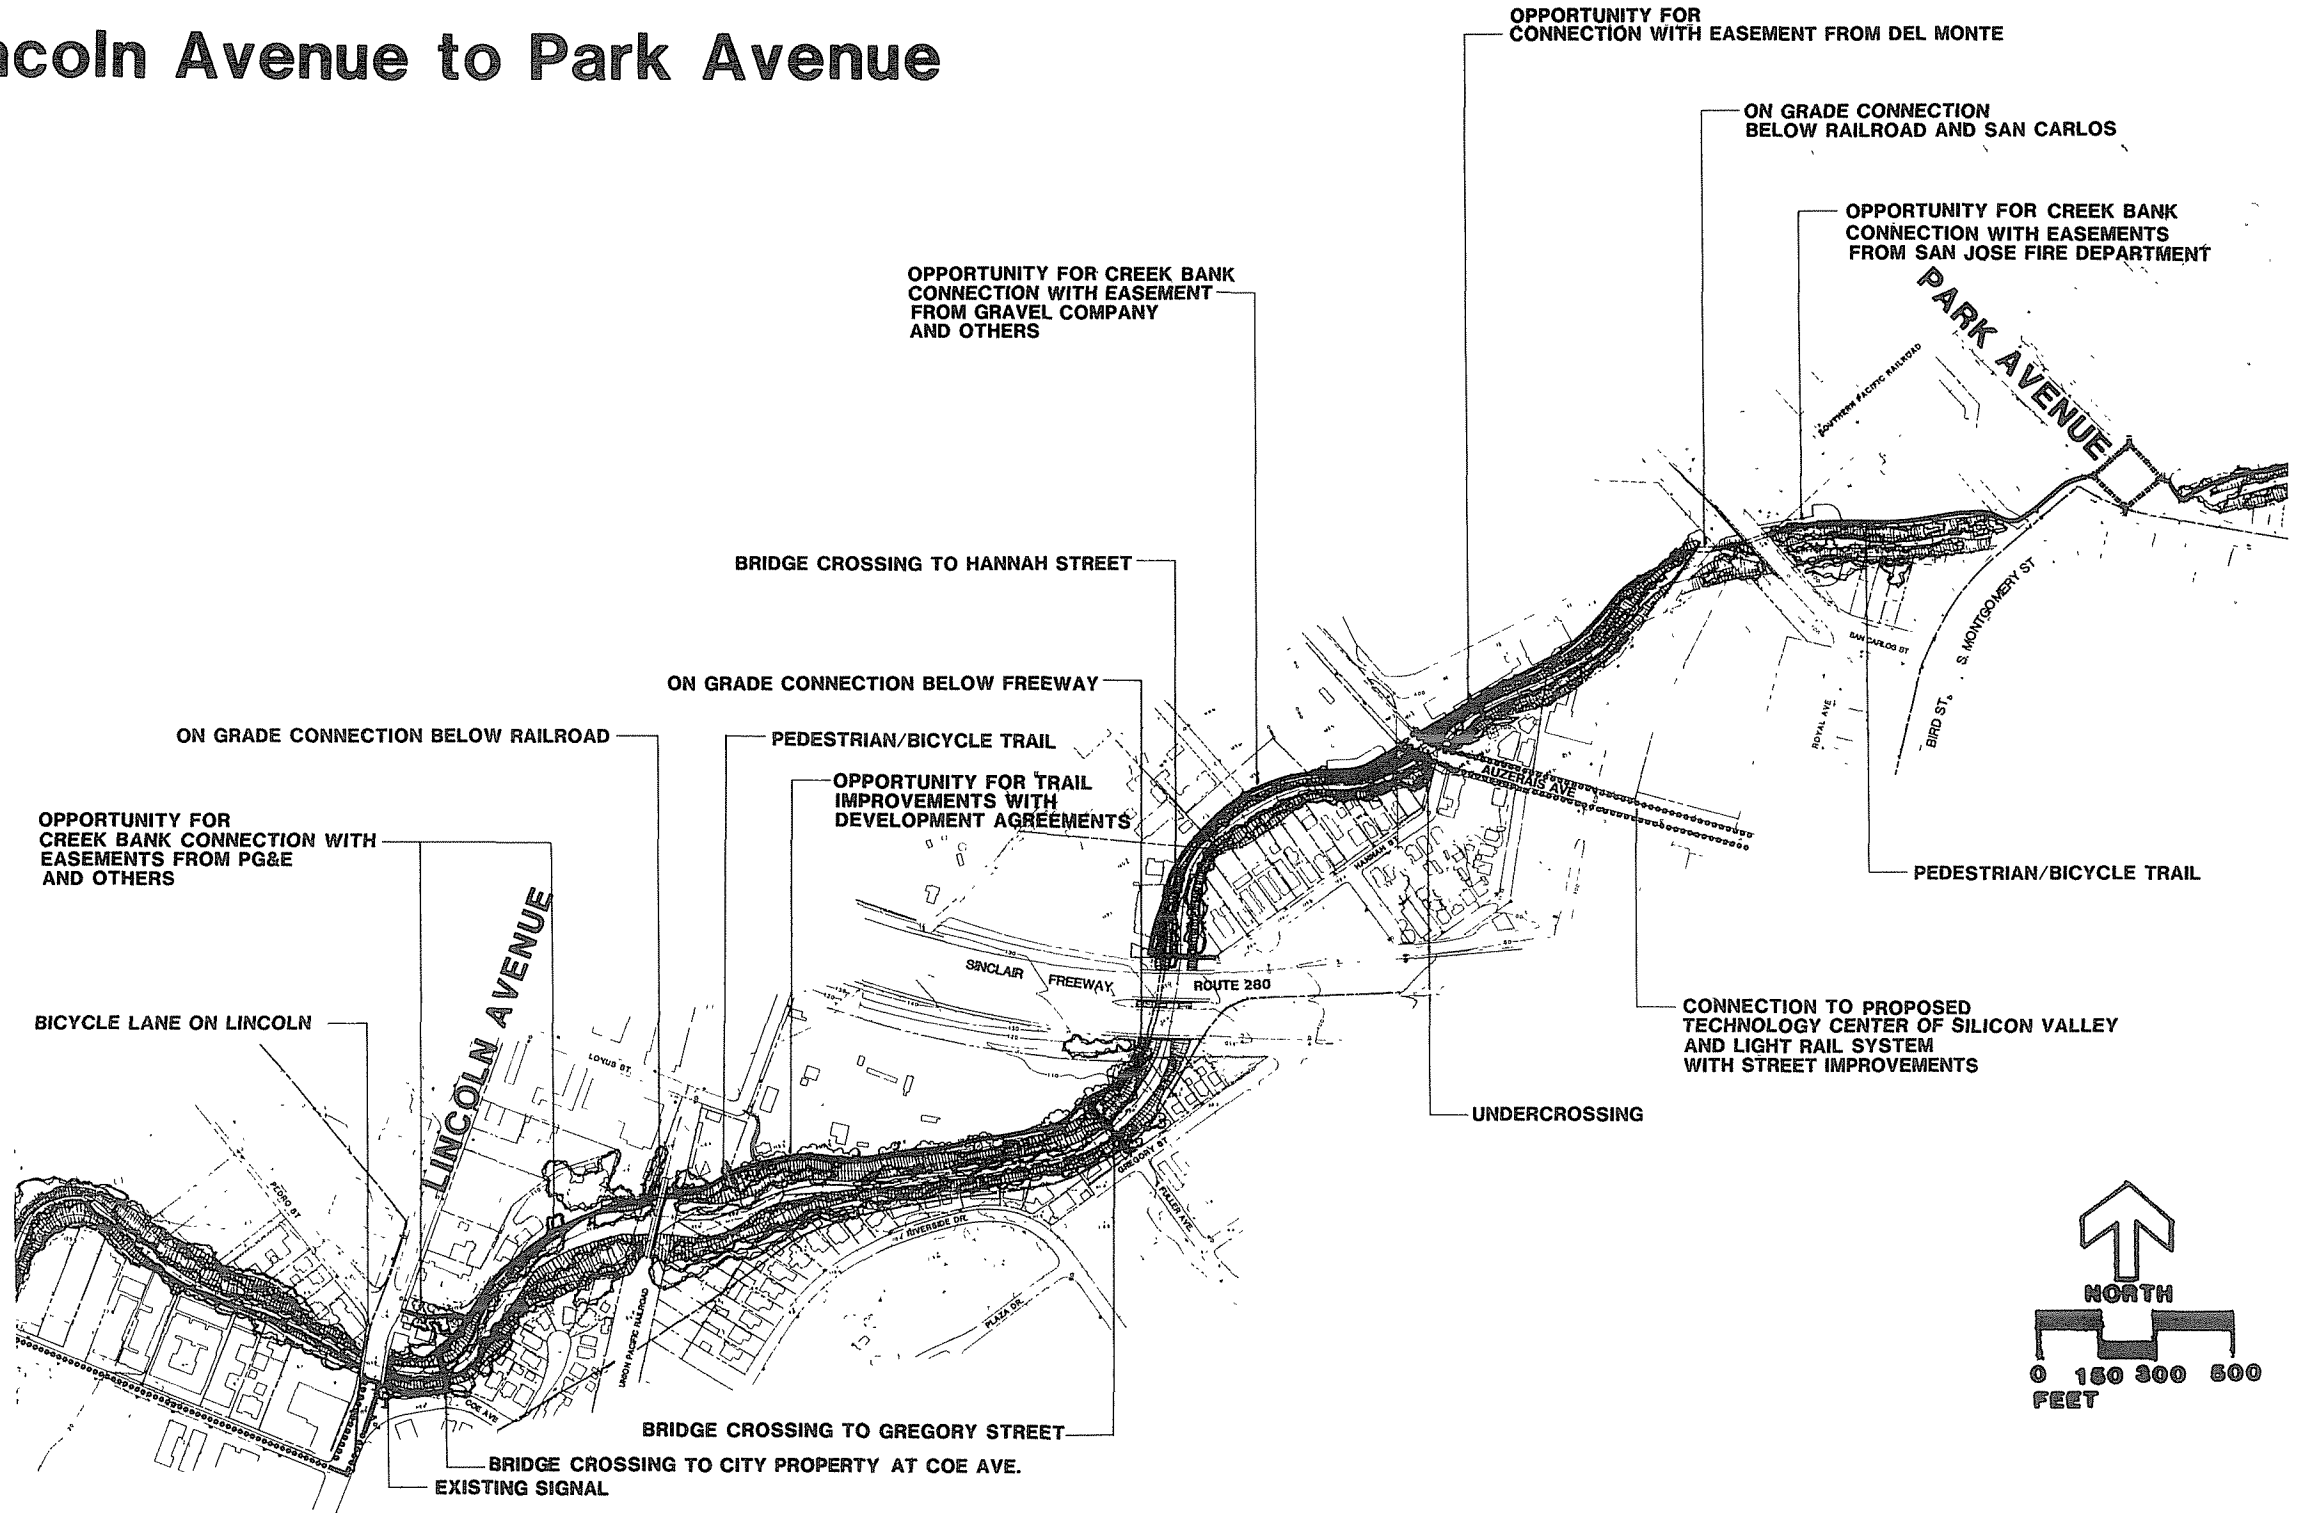 ncoln Avenue to Park Avenue
OPPORTUNITY FOR
CONNECTION WITH EASEMENT FROM DEL MONTE
ON GRADE CONNECTION
BELOW RAILROAD AND SAN CARLOS
OPPORTUNITY FOR CREEK BANK
CONNECTION WITH EASEMENTS
FROM SAN JOSE FIRE DEPARTMENT
PARK AVENUE
SOUTHERN PACIFIC RAILROAD
OPPORTUNITY FOR CREEK BANK
CONNECTION WITH EASEMENT
FROM GRAVEL COMPANY
AND OTHERS
BRIDGE CROSSING TO HANNAH STREET
ON GRADE CONNECTION BELOW FREEWAY
ON GRADE CONNECTION BELOW RAILROAD
PEDESTRIAN/BICYCLE TRAIL
OPPORTUNITY FOR TRAIL
IMPROVEMENTS WITH
DEVELOPMENT AGREEMENTS
OPPORTUNITY FOR
CREEK BANK CONNECTION WITH
EASEMENTS FROM PG&E
AND OTHERS
LINCOLN AVENUE
BICYCLE LANE ON LINCOLN
S. MONTGOMERY ST
BIRD ST.
SAN CARLOS ST
ROYAL AVE
AUZERAIS AVE
HANNAH ST
PEDESTRIAN/BICYCLE TRAIL
SINCLAIR FREEWAY ROUTE 280
CONNECTION TO PROPOSED
TECHNOLOGY CENTER OF SILICON VALLEY
AND LIGHT RAIL SYSTEM
WITH STREET IMPROVEMENTS
UNDERCROSSING
GREGORY ST
FULLER AVE
RIVERSIDE DR.
PLAZA DR.
PEDRO ST
UNION PACIFIC RAILROAD
COE AVE
BRIDGE CROSSING TO GREGORY STREET
BRIDGE CROSSING TO CITY PROPERTY AT COE AVE.
EXISTING SIGNAL
NORTH
0 150 300 600
FEET